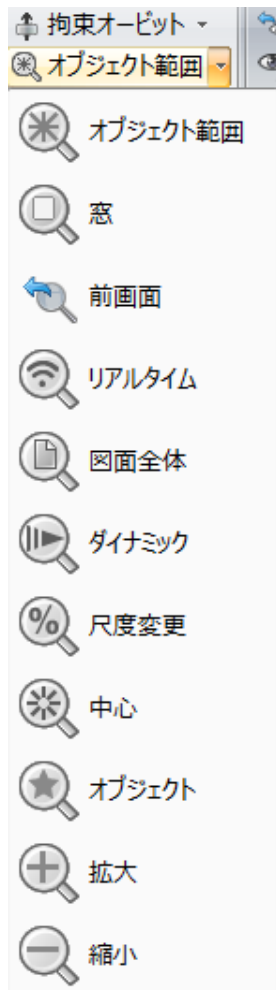 拘束オービット
オブジェクト範囲
オブジェクト範囲
窓
前画面
リアルタイム
図面全体
ダイナミック
尺度変更
中心
オブジェクト
拡大
縮小